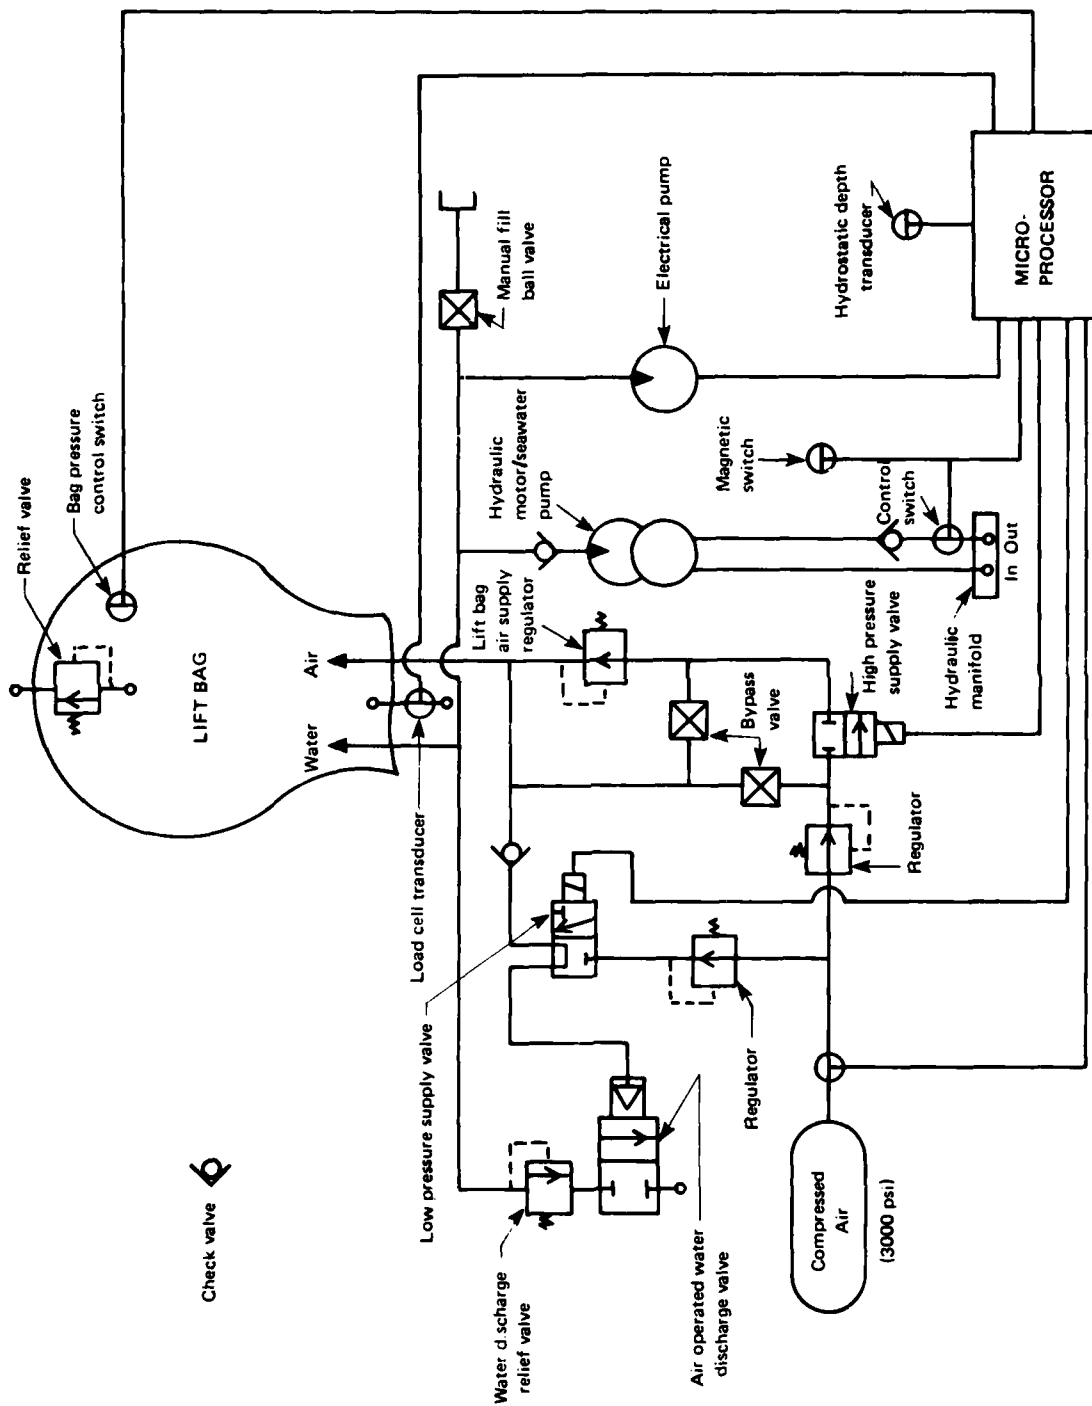 Relief valve
Bag pressure
control switch
LIFT BAG
Water
Air
Load cell transducer
Check valve
Low pressure supply valve
Water d.scharge
relief valve
Air operated water
discharge valve
Regulator
Compressed
Air
(3000 psi)
Regulator
Bypass
valve
High pressure
supply valve
Lift bag
air supply
regulator
Hydraulic
motor/seawater
pump
Manual fill
ball valve
Electrical pump
Magnetic
switch
Control
switch
In Out
Hydraulic
manifold
Hydrostatic depth
transducer
MICRO-
PROCESSOR